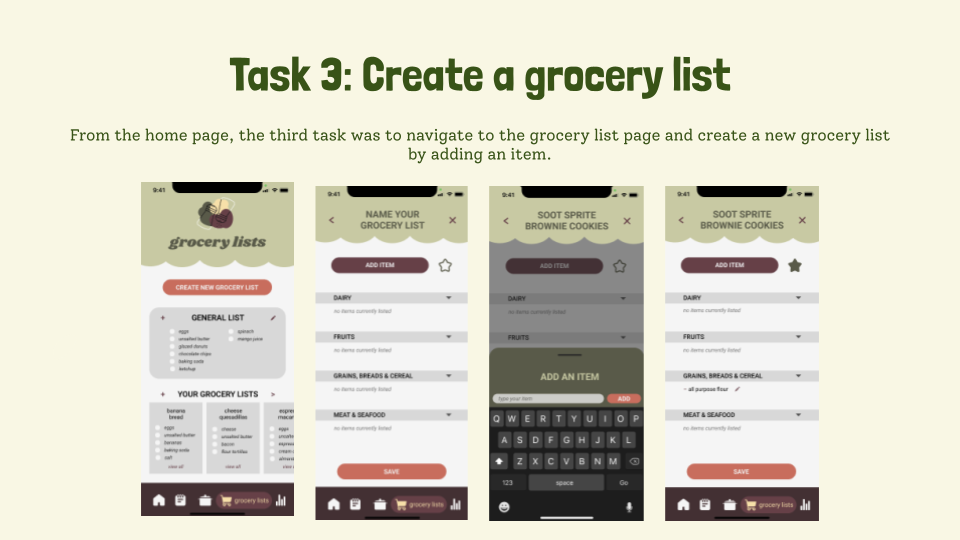 Task 3: Create a grocery list
From the home page, the third task was to navigate to the grocery list page and create a new grocery list
by adding an item.
9:41
grocery lists
CREATE NEW GROCERY LIST
+ GENERAL LIST
eggs
unsalted butter
glazed donuts
chocolate chips
baking soda
ketchup
spinach
mango juice
+ YOUR GROCERY LISTS >
banana
bread
eggs
unsalted butter
bananas
baking soda
salt
view all
cheese
quesadillas
cheese
unsalted butter
bacon
flour tortillas
view all
grocery lists
9:41
< NAME YOUR X
GROCERY LIST
ADD ITEM
DAIRY
no items currently listed
FRUITS
no items currently listed
GRAINS, BREADS & CEREAL
no items currently listed
MEAT & SEAFOOD
no items currently listed
SAVE
grocery lists
9:41
< SOOT SPRITE X
BROWNIE COOKIES
ADD ITEM
DAIRY
no items currently listed
FRUITS
ADD AN ITEM
type your item
ADD
Q W E R T Y U I O P
A S D F G H J K L
Z X C V B N M
123 space Go
9:41
< SOOT SPRITE X
BROWNIE COOKIES
ADD ITEM
DAIRY
no items currently listed
FRUITS
no items currently listed
GRAINS, BREADS & CEREAL
- all purpose flour
MEAT & SEAFOOD
no items currently listed
SAVE
grocery lists